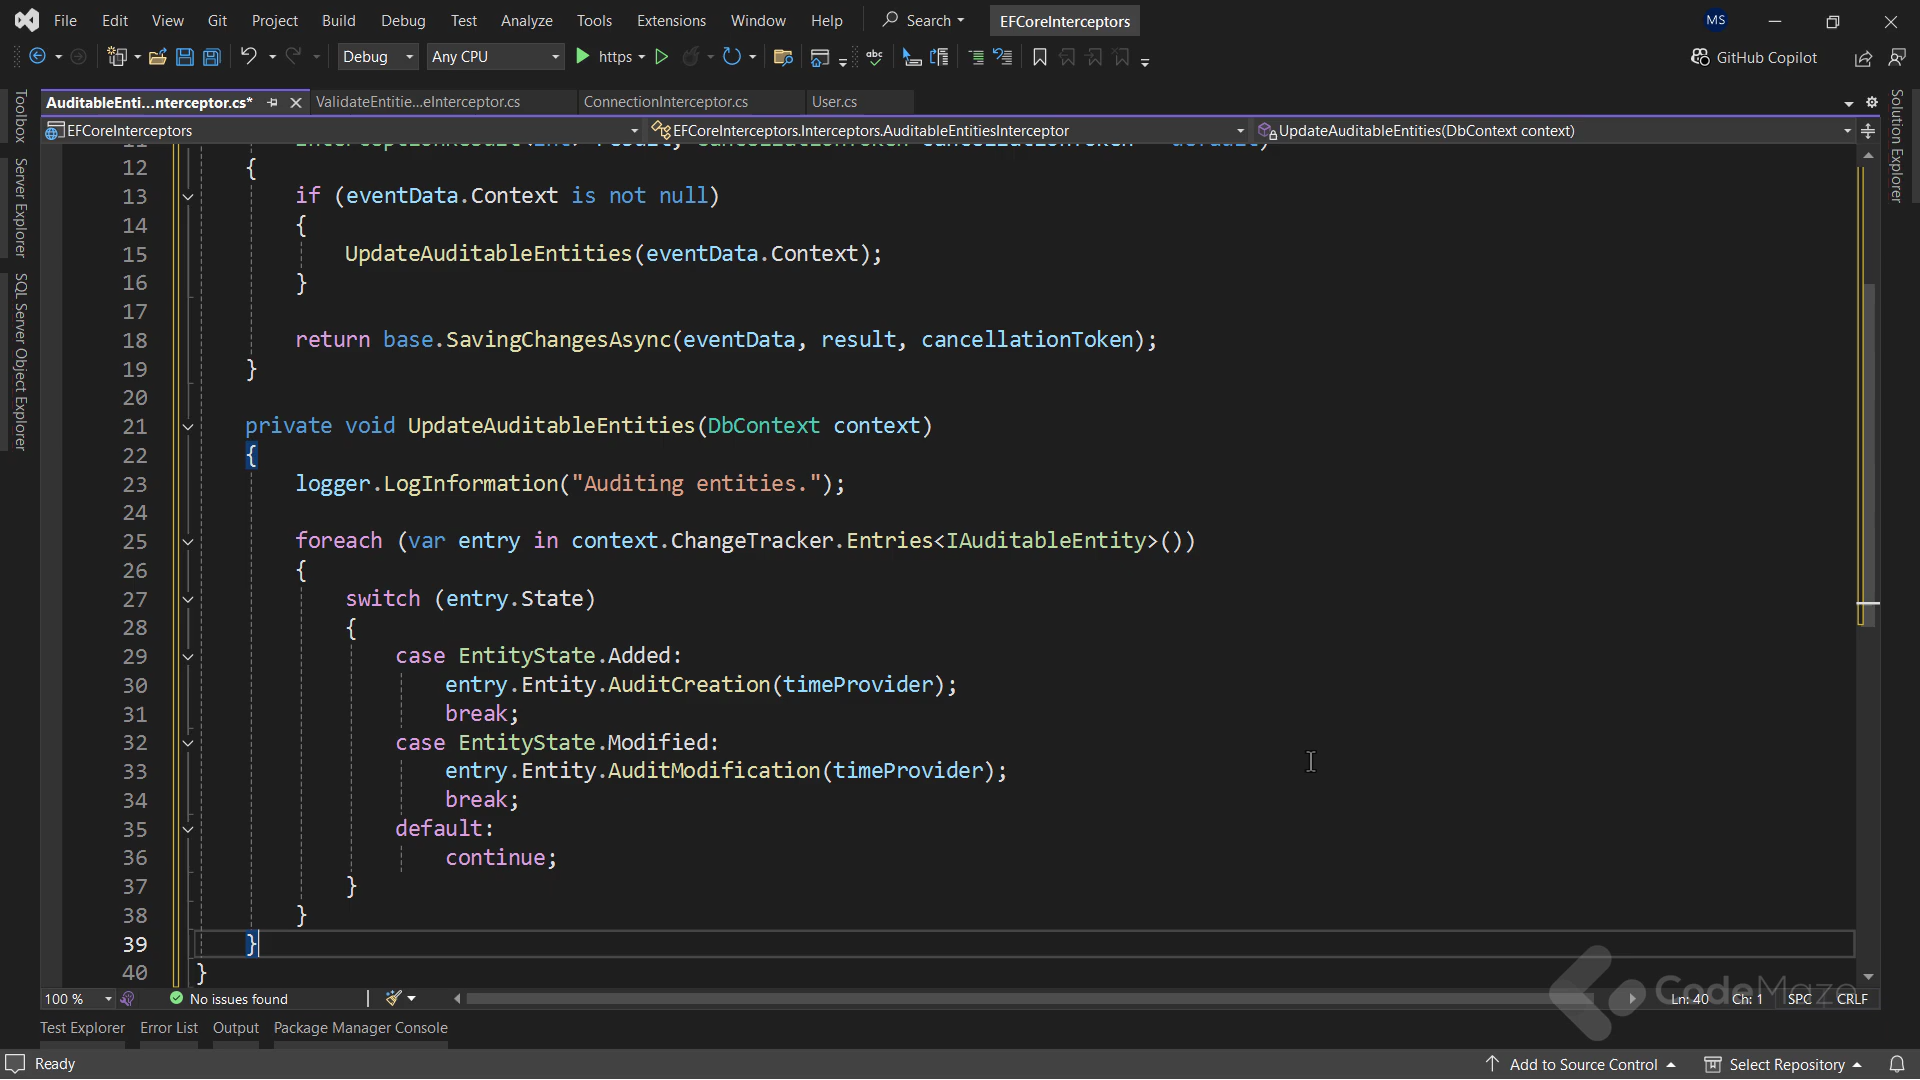 File Edit View Git Project Build Debug Test Analyze Tools Extensions Window Help Search EFCoreInterceptors MS
Debug Any CPU https abc GitHub Copilot
AuditableEnti...nterceptor.cs* ValidateEntitie...eInterceptor.cs ConnectionInterceptor.cs User.cs
EFCoreInterceptors EFCoreInterceptors.Interceptors.AuditableEntitiesInterceptor UpdateAuditableEntities(DbContext context)
Toolbox
Server Explorer
SQL Server Object Explorer
Solution Explorer
11 InterceptionResult<int> result, CancellationToken cancellationToken = default)
12 {
13 if (eventData.Context is not null)
14 {
15 UpdateAuditableEntities(eventData.Context);
16 }
17
18 return base.SavingChangesAsync(eventData, result, cancellationToken);
19 }
20
21 private void UpdateAuditableEntities(DbContext context)
22 {
23 logger.LogInformation("Auditing entities.");
24
25 foreach (var entry in context.ChangeTracker.Entries<IAuditableEntity>())
26 {
27 switch (entry.State)
28 {
29 case EntityState.Added:
30 entry.Entity.AuditCreation(timeProvider);
31 break;
32 case EntityState.Modified:
33 entry.Entity.AuditModification(timeProvider);
34 break;
35 default:
36 continue;
37 }
38 }
39 }
40 }
100 % No issues found Ln: 40 Ch: 1 SPC CRLF
CodeMaze
Test Explorer Error List Output Package Manager Console
Ready Add to Source Control Select Repository